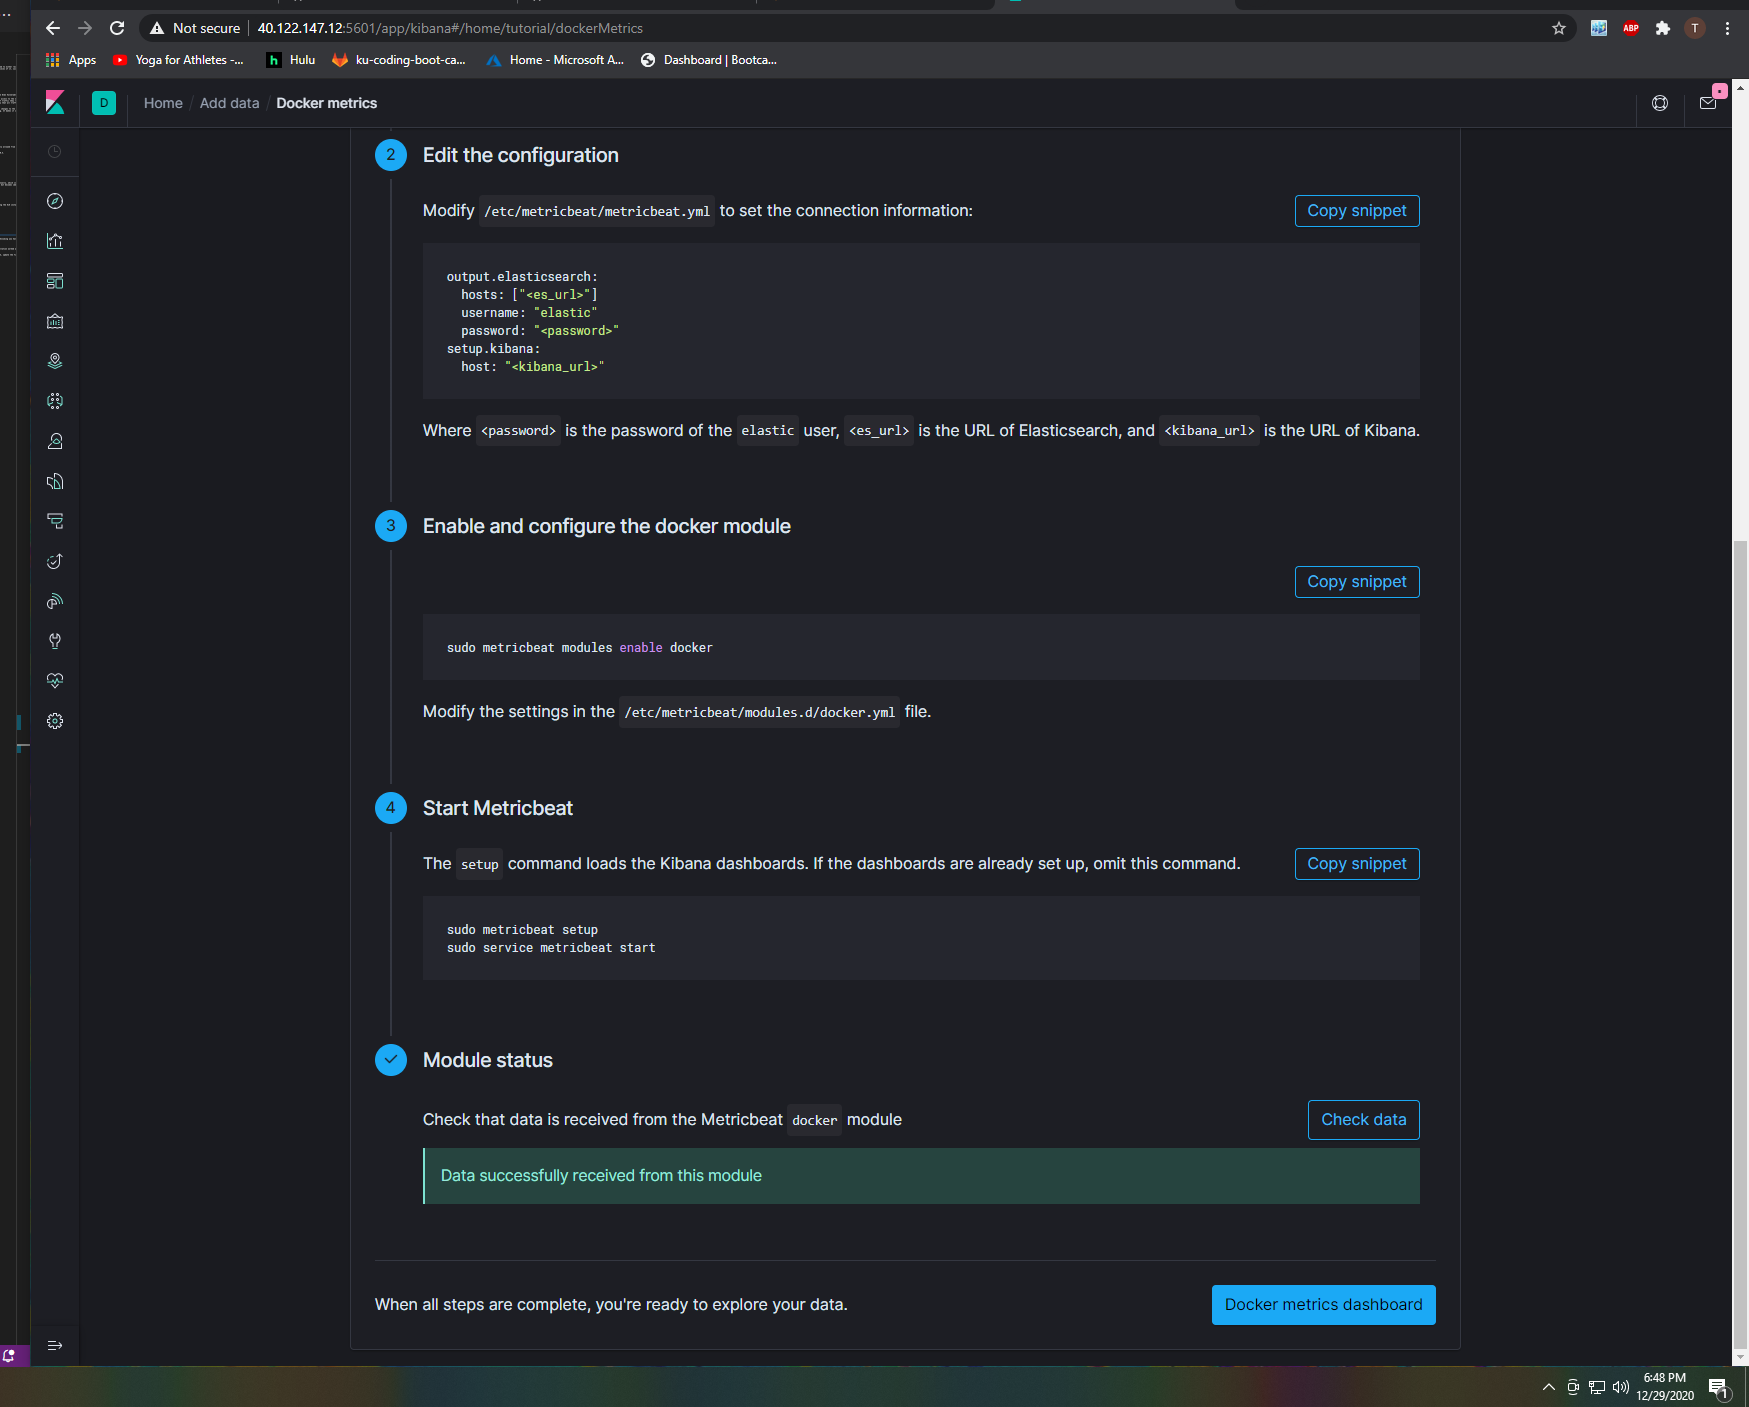 Not secure
40.122.147.12:5601/app/kibana#/home/tutorial/dockerMetrics
ABP
T
Apps
Yoga for Athletes -...
h
Hulu
ku-coding-boot-ca...
Home - Microsoft A...
Dashboard | Bootca...
D
Home / Add data / Docker metrics
2 Edit the configuration
Modify /etc/metricbeat/metricbeat.yml to set the connection information:
Copy snippet
output.elasticsearch:
hosts: ["<es_url>"]
username: "elastic"
password: "<password>"
setup.kibana:
host: "<kibana_url>"
Where <password> is the password of the elastic user, <es_url> is the URL of Elasticsearch, and <kibana_url> is the URL of Kibana.
3 Enable and configure the docker module
Copy snippet
sudo metricbeat modules enable docker
Modify the settings in the /etc/metricbeat/modules.d/docker.yml file.
4 Start Metricbeat
The setup command loads the Kibana dashboards. If the dashboards are already set up, omit this command.
Copy snippet
sudo metricbeat setup
sudo service metricbeat start
Module status
Check that data is received from the Metricbeat docker module
Check data
Data successfully received from this module
When all steps are complete, you're ready to explore your data.
Docker metrics dashboard
6:48 PM
12/29/2020
1